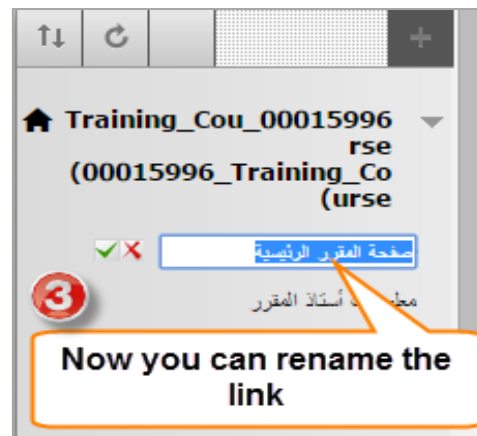 Training_Cou_00015996
rse
(00015996_Training_Co
(urse
صفحة المقرر الرئيسية
أستاذ المقرر
3
Now you can rename the
link